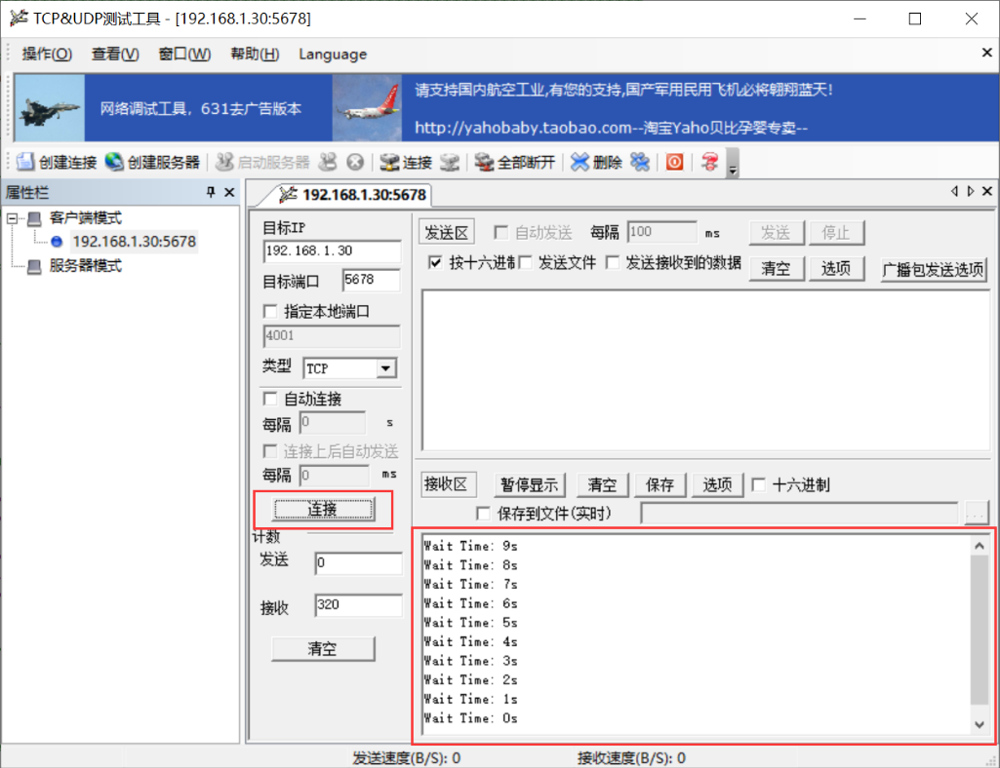 TCP&UDP测试工具 - [192.168.1.30:5678]
操作(O) 查看(V) 窗口(W) 帮助(H) Language
网络调试工具，631去广告版本
请支持国内航空工业,有您的支持,国产军用民用飞机必将翱翔蓝天!
http://yahobaby.taobao.com--淘宝Yaho贝比孕婴专卖--
创建连接 创建服务器 启动服务器 连接 全部断开 删除
属性栏
客户端模式
192.168.1.30:5678
服务器模式
192.168.1.30:5678
目标IP
192.168.1.30
目标端口 5678
指定本地端口
4001
类型 TCP
自动连接
每隔 0 s
连接上后自动发送
每隔 0 ms
连接
计数
发送 0
接收 320
清空
发送区 自动发送 每隔 100 ms 发送 停止
按十六进制 发送文件 发送接收到的数据 清空 选项 广播包发送选项
接收区 暂停显示 清空 保存 选项 十六进制
保存到文件(实时) ...
Wait Time: 9s
Wait Time: 8s
Wait Time: 7s
Wait Time: 6s
Wait Time: 5s
Wait Time: 4s
Wait Time: 3s
Wait Time: 2s
Wait Time: 1s
Wait Time: 0s
发送速度(B/S): 0 接收速度(B/S): 0